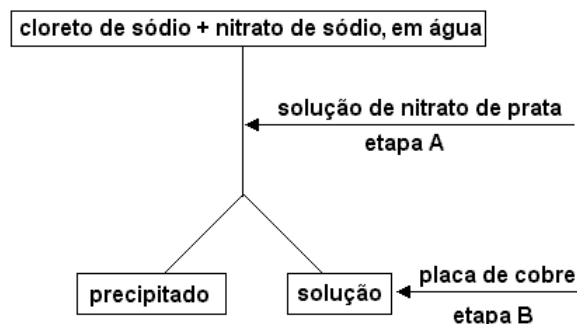 cloreto de sódio + nitrato de sódio, em água
solução de nitrato de prata
etapa A
precipitado
solução
placa de cobre
etapa B